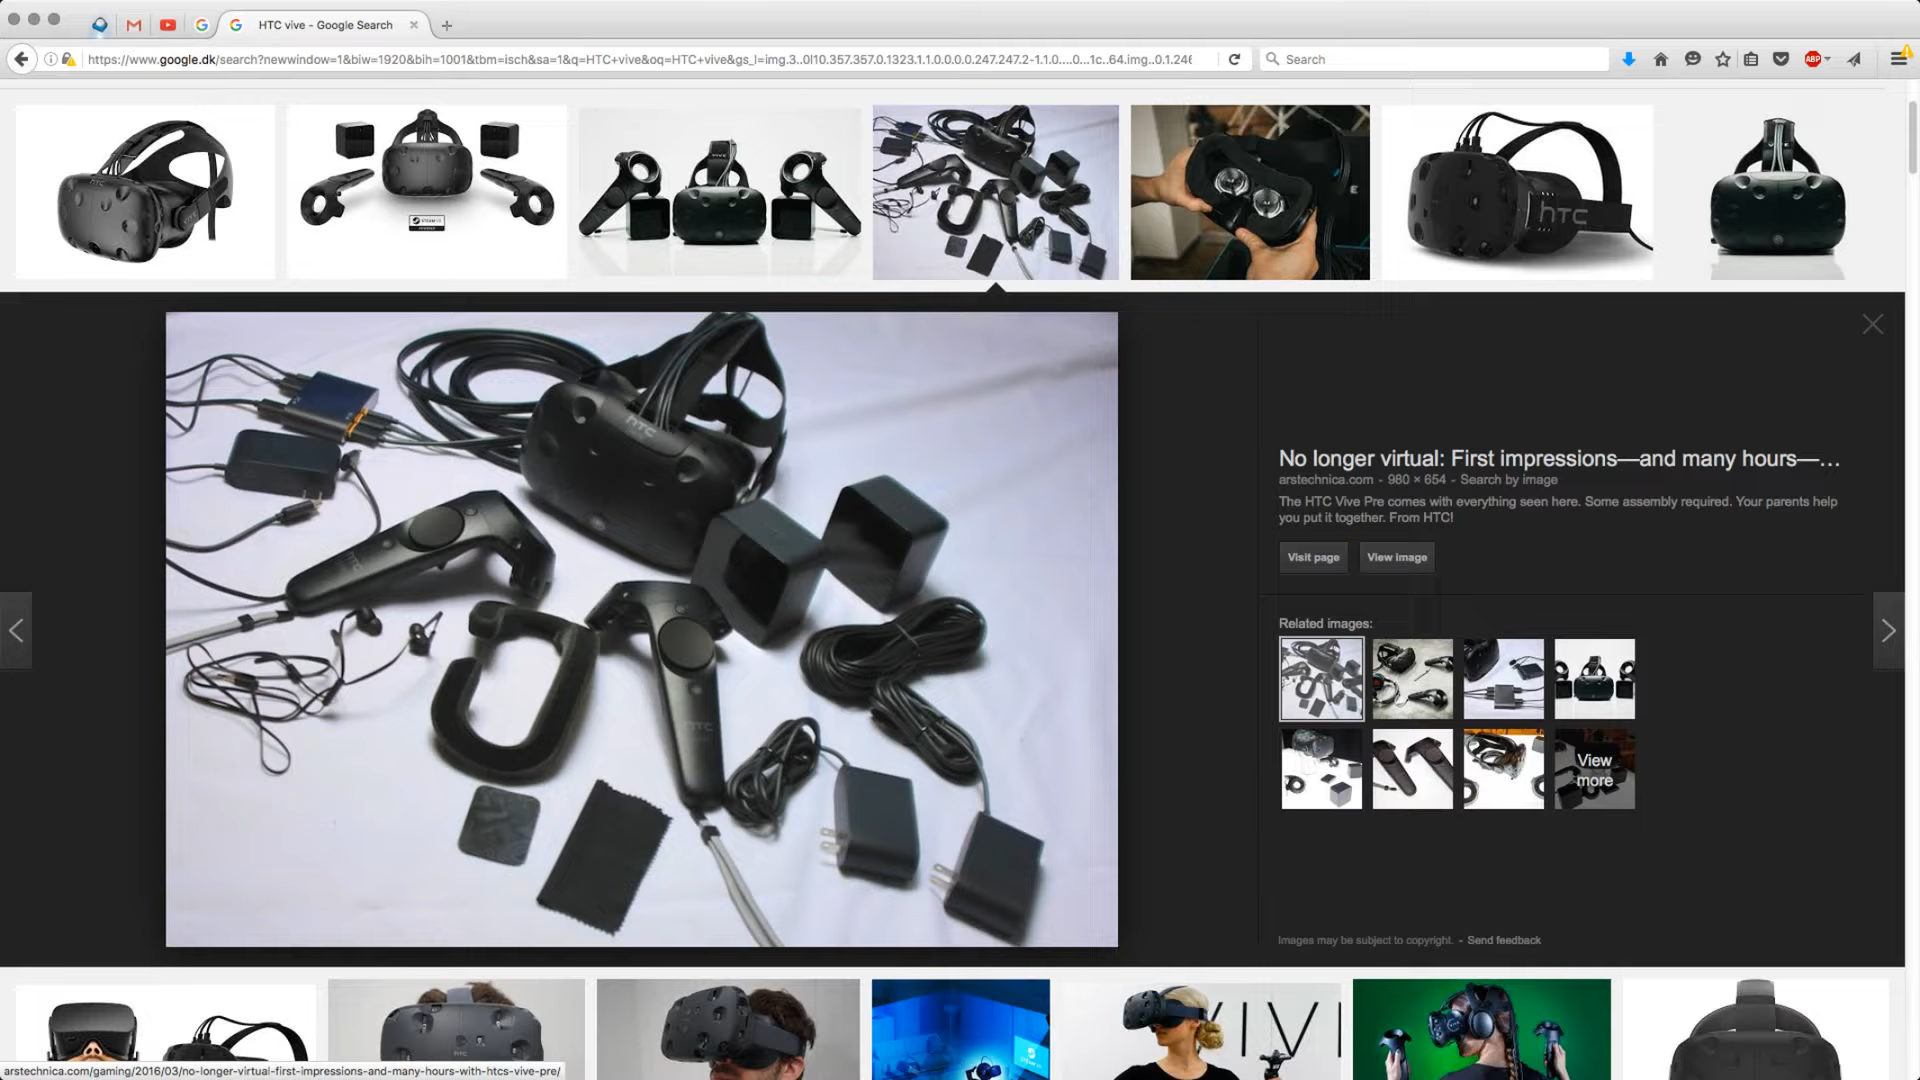 HTC vive - Google Search
https://www.google.dk/search?newwindow=1&biw=1920&bih=1001&tbm=isch&sa=1&q=HTC+vive&oq=HTC+vive&gs_l=img.3..0l10.357.357.0.1323.1.1.0.0.0.0.247.247.2-1.1.0....0...1c..64.img..0.1.246
Search
ABP
htc
htc
No longer virtual: First impressions—and many hours—...
arstechnica.com - 980 × 654 - Search by image
The HTC Vive Pre comes with everything seen here. Some assembly required. Your parents help
you put it together. From HTC!
Visit page
View image
Related images:
View
more
Images may be subject to copyright. - Send feedback
VIVE
arstechnica.com/gaming/2016/03/no-longer-virtual-first-impressions-and-many-hours-with-htcs-vive-pre/